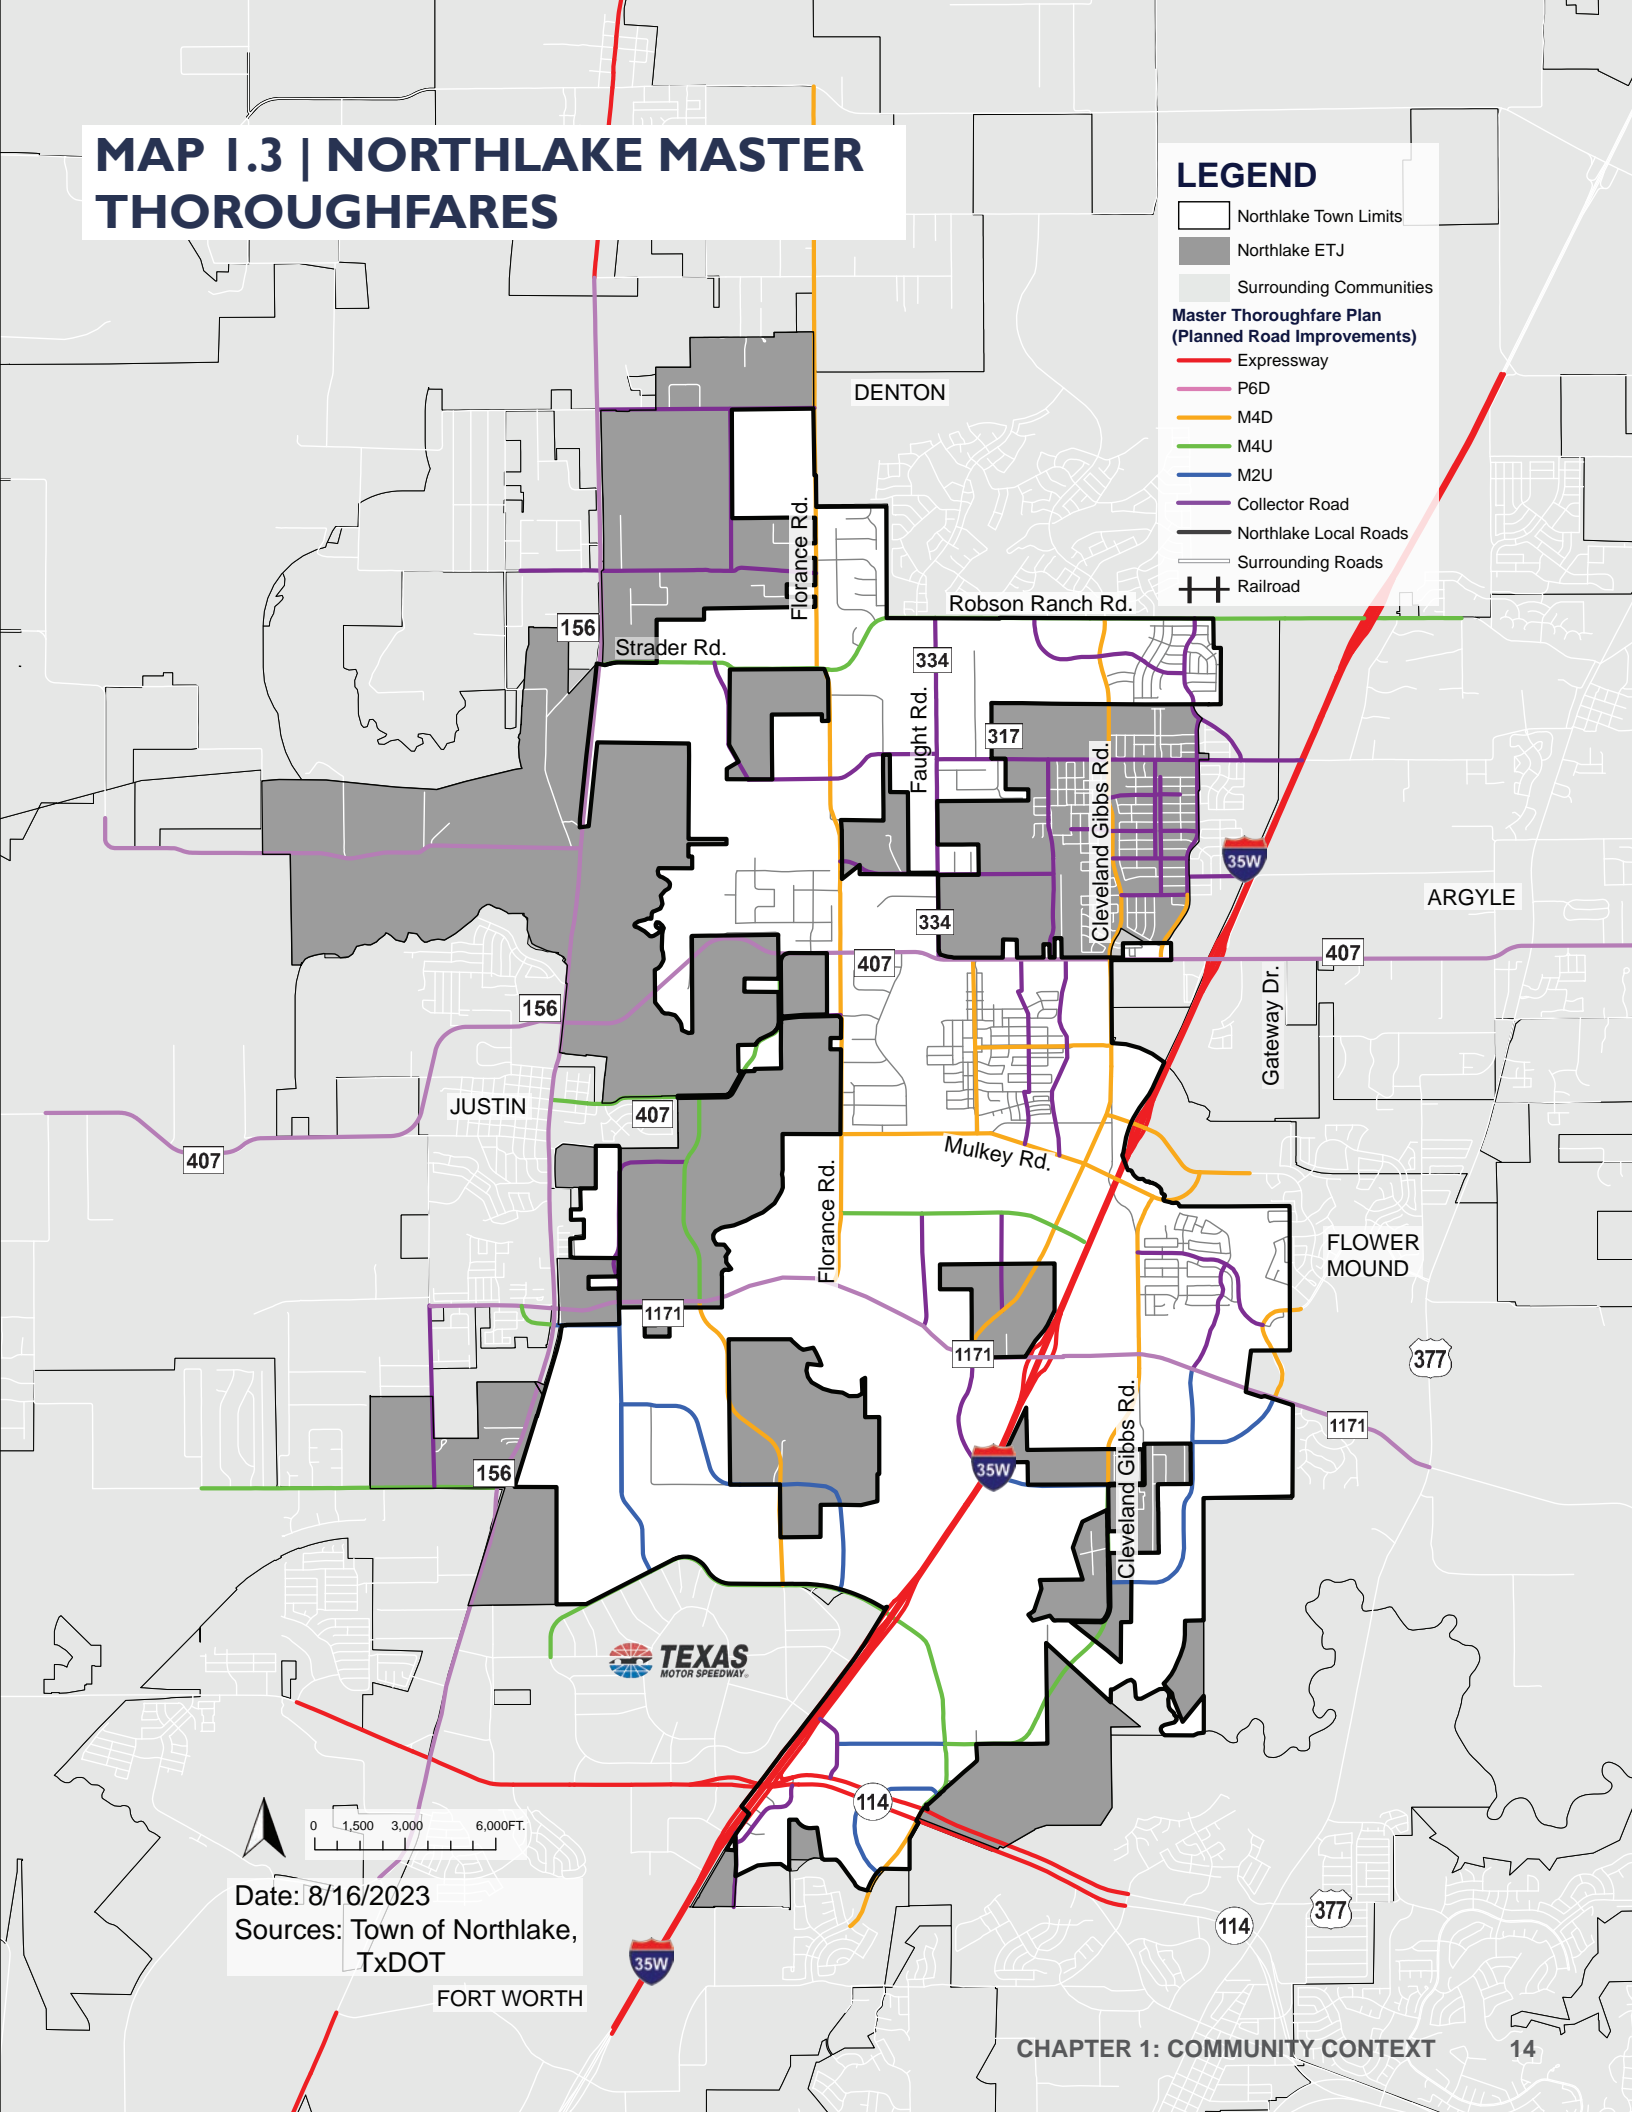 MAP 1.3 | NORTHLAKE MASTER
THOROUGHFARES
LEGEND
Northlake Town Limits
Northlake ETJ
Surrounding Communities
Master Thoroughfare Plan
(Planned Road Improvements)
Expressway
P6D
M4D
M4U
M2U
Collector Road
Northlake Local Roads
Surrounding Roads
Railroad
DENTON
Florance Rd.
Robson Ranch Rd.
156
Strader Rd.
334
Faught Rd.
317
Cleveland Gibbs Rd.
35W
ARGYLE
334
407
407
156
Gateway Dr.
JUSTIN
407
407
Mulkey Rd.
Florance Rd.
FLOWER
MOUND
1171
1171
377
Cleveland Gibbs Rd.
1171
156
35W
TEXAS
MOTOR SPEEDWAY
114
0 1,500 3,000 6,000FT.
Date: 8/16/2023
Sources: Town of Northlake,
TxDOT
377
114
35W
FORT WORTH
CHAPTER 1: COMMUNITY CONTEXT 14